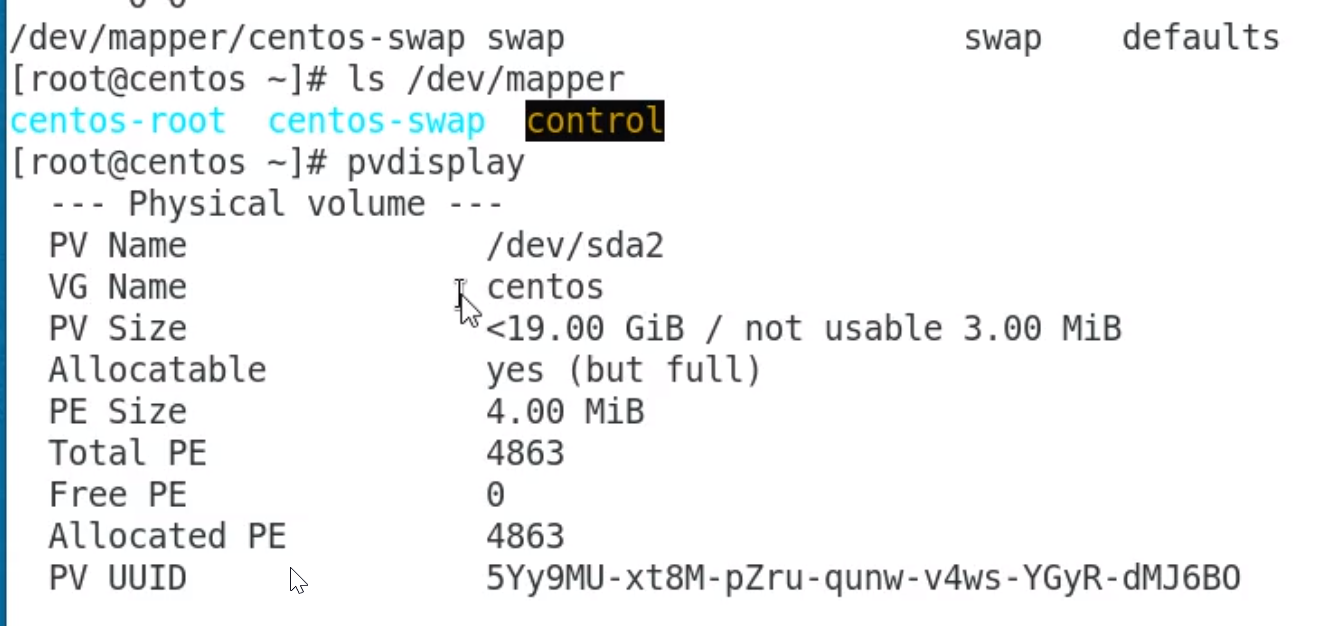 /dev/mapper/centos-swap swap                    swap    defaults
[root@centos ~]# ls /dev/mapper
centos-root  centos-swap  control
[root@centos ~]# pvdisplay
  --- Physical volume ---
  PV Name               /dev/sda2
  VG Name               centos
  PV Size               <19.00 GiB / not usable 3.00 MiB
  Allocatable           yes (but full)
  PE Size               4.00 MiB
  Total PE              4863
  Free PE               0
  Allocated PE          4863
  PV UUID               5Yy9MU-xt8M-pZru-qunw-v4ws-YGyR-dMJ6BO